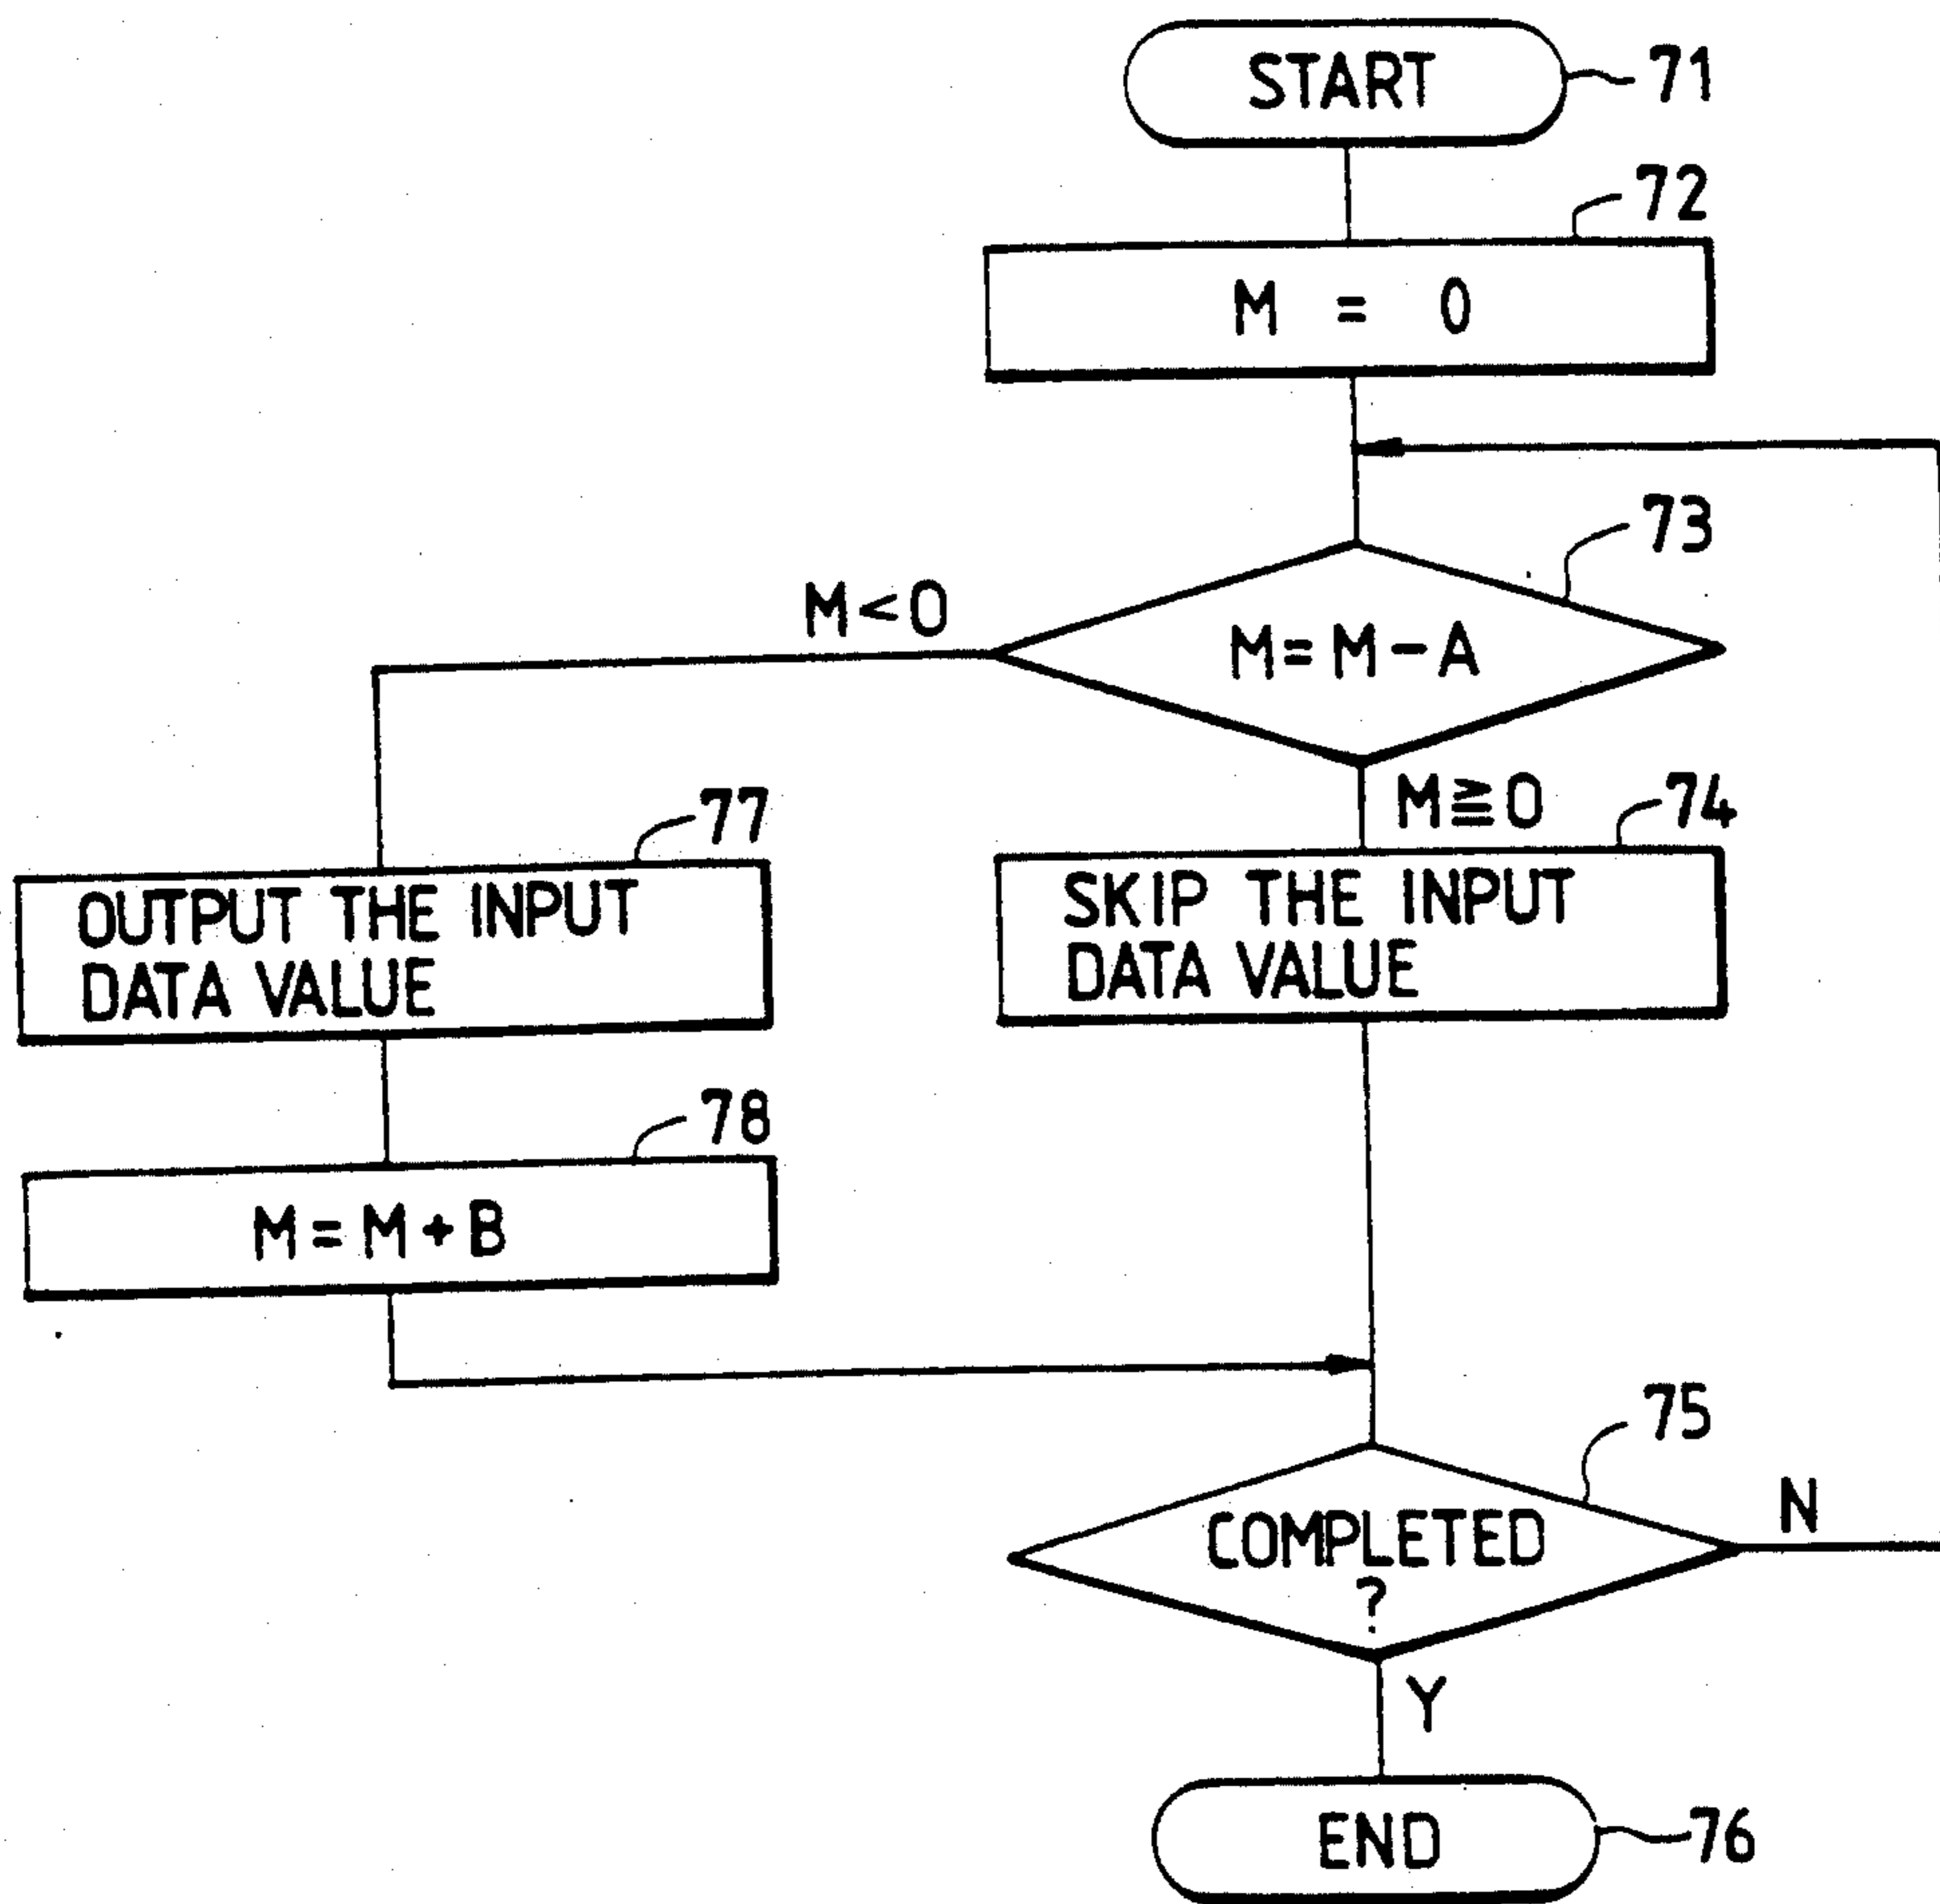 START
71
72
M = 0
73
M<0
M=M-A
M≧0
74
77
OUTPUT THE INPUT
DATA VALUE
SKIP THE INPUT
DATA VALUE
78
M=M+B
75
N
COMPLETED
?
Y
END
76